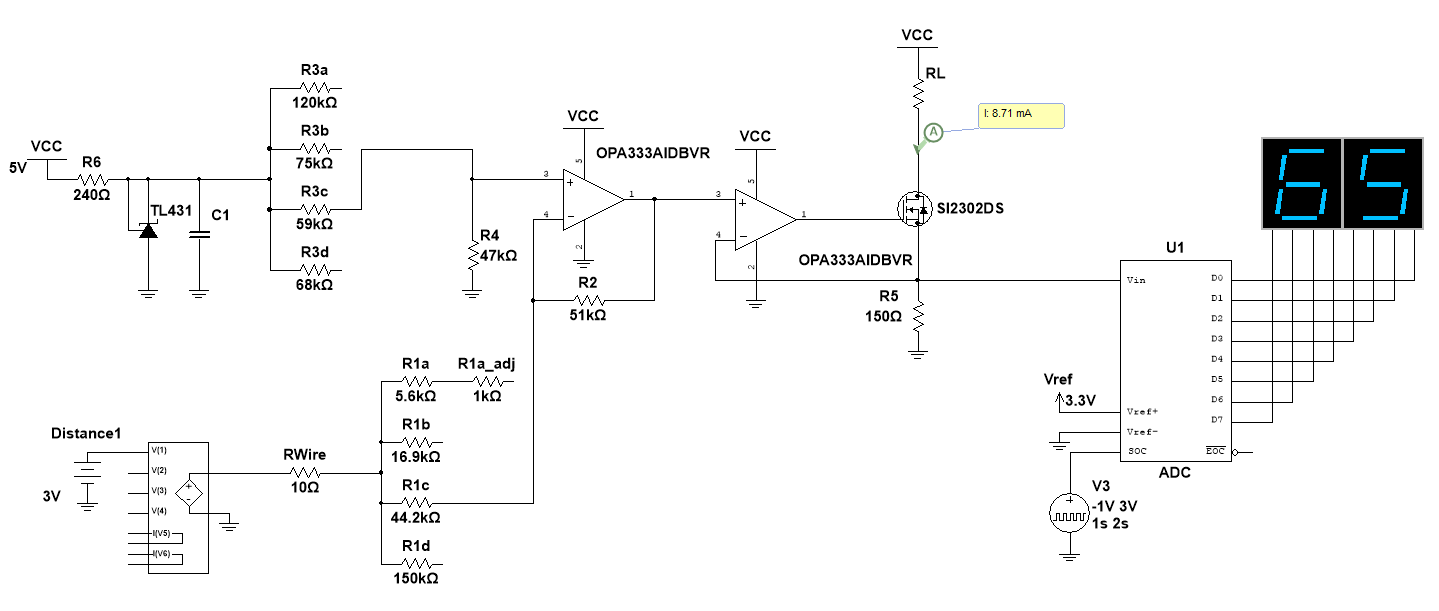 VCC
5V
R6
240Ω
TL431
C1
R3a
120kΩ
R3b
75kΩ
R3c
59kΩ
R3d
68kΩ
R4
47kΩ
VCC
OPA333AIDBVR
3
4
5
2
1
R2
51kΩ
VCC
OPA333AIDBVR
3
4
5
2
1
VCC
RL
A
I: 8.71 mA
SI2302DS
R5
150Ω
65
U1
Vin
D0
D1
D2
D3
D4
D5
D6
D7
Vref+
Vref-
SOC
EOC
ADC
Vref
3.3V
V3
-1V 3V
1s 2s
Distance1
3V
V(1)
V(2)
V(3)
V(4)
I(V5)
I(V6)
RWire
10Ω
R1a
5.6kΩ
R1a_adj
1kΩ
R1b
16.9kΩ
R1c
44.2kΩ
R1d
150kΩ